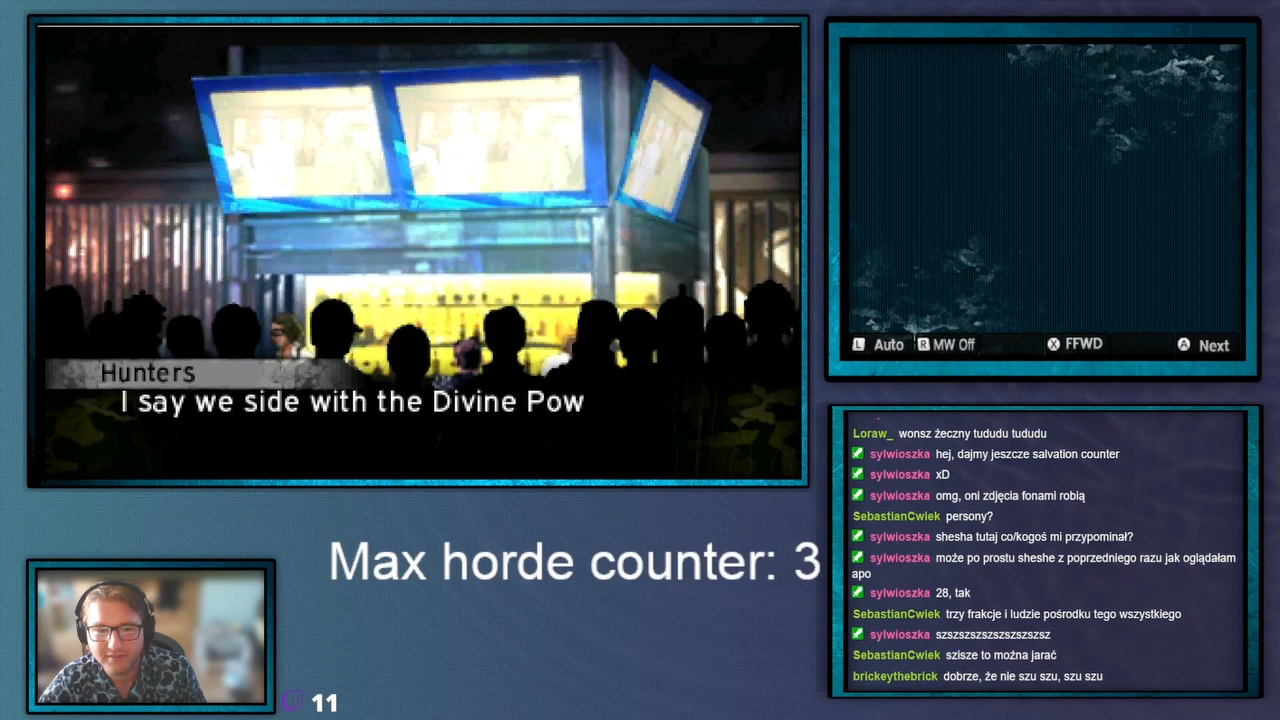 Hunters
I say we side with the Divine Pow
L Auto R MW Off X FFWD A Next
Max horde counter: 3
Loraw_ wonsz żeczny tududu tududu
sylwioszka hej, dajmy jeszcze salvation counter
sylwioszka xD
sylwioszka omg, oni zdjęcia fonami robią
SebastianCwiek persony?
sylwioszka shesha tutaj co/kogoś mi przypominał?
sylwioszka może po prostu sheshe z poprzedniego razu jak oglądałam
apo
sylwioszka 28, tak
SebastianCwiek trzy frakcje i ludzie pośrodku tego wszystkiego
sylwioszka szszszszszszszszszsz
SebastianCwiek szisze to można jarać
brickeythebrick dobrze, że nie szu szu, szu szu
11